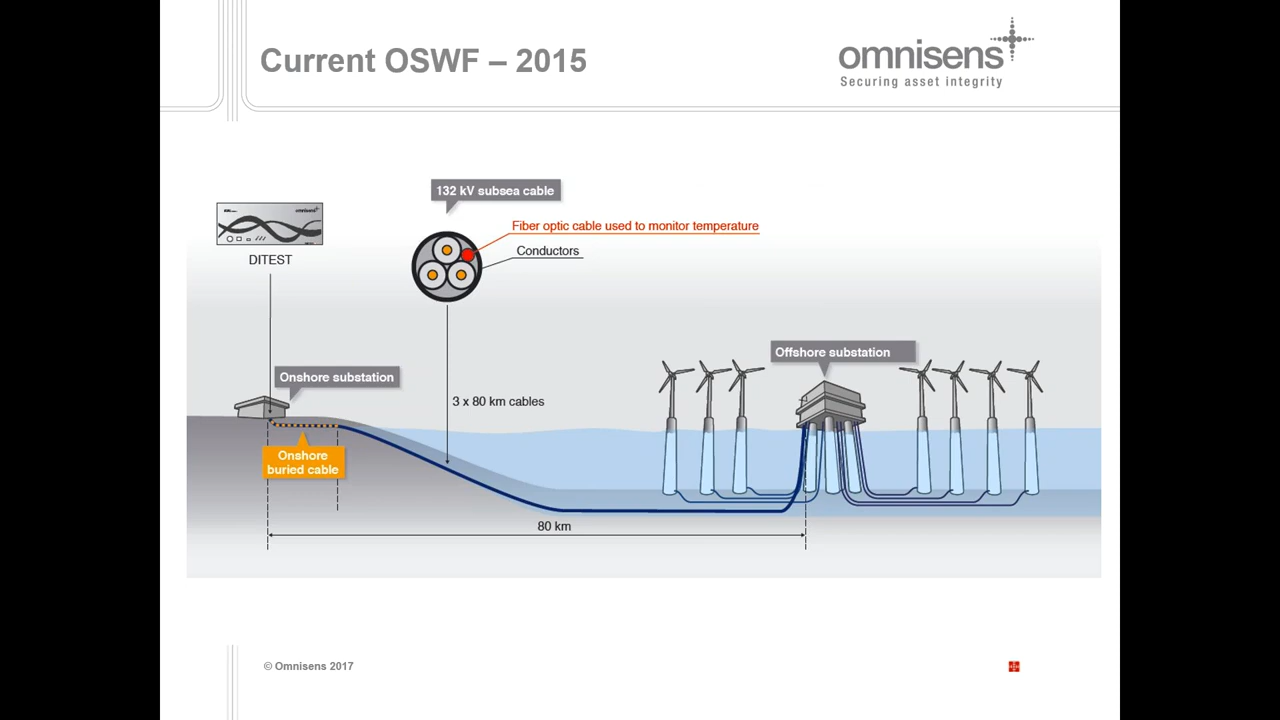 Current OSWF – 2015
omnisens
Securing asset integrity
132 kV subsea cable
Fiber optic cable used to monitor temperature
Conductors
omnisens
DITEST
Offshore substation
Onshore substation
3 x 80 km cables
Onshore
buried cable
80 km
© Omnisens 2017